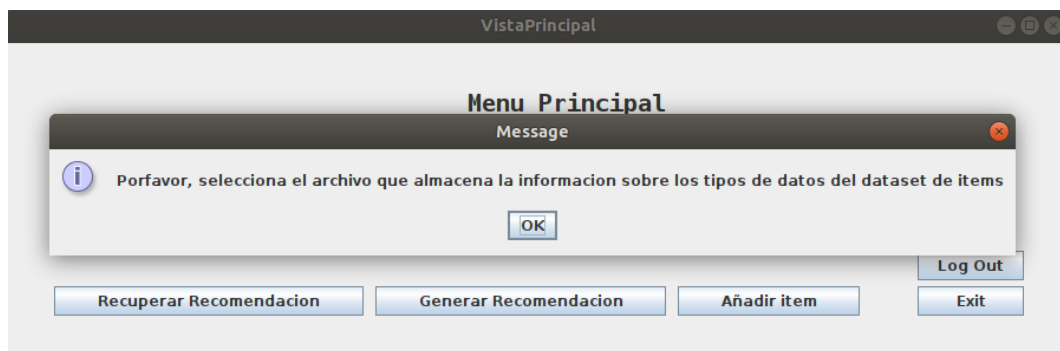 VistaPrincipal
Menu Principal
Message
i
Porfavor, selecciona el archivo que almacena la informacion sobre los tipos de datos del dataset de items
OK
Log Out
Recuperar Recomendacion Generar Recomendacion Añadir item Exit